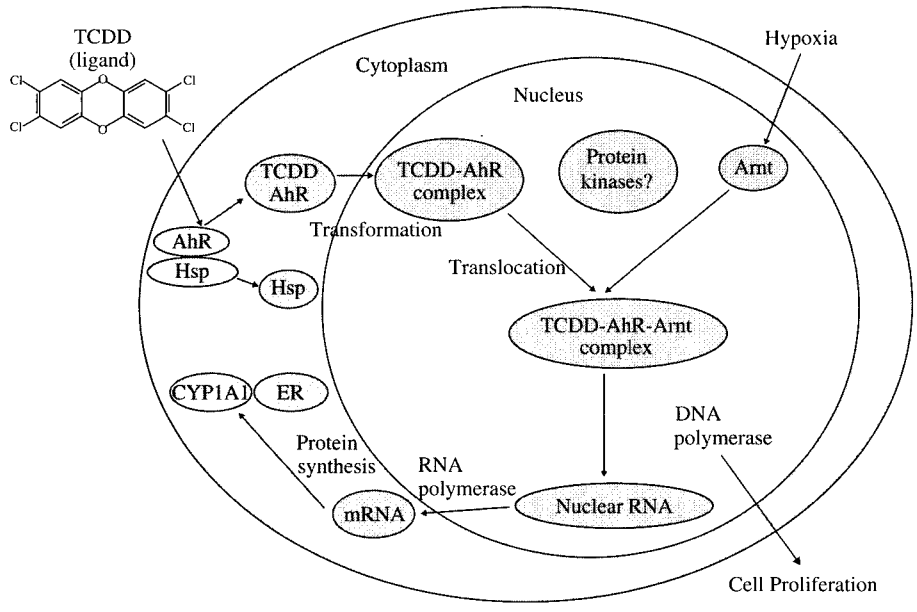 TCDD
(ligand)
Cl
Cl
O
O
Cl
Cl
Cytoplasm
Hypoxia
Nucleus
TCDD
AhR
TCDD-AhR
complex
Protein
kinases?
Arnt
Transformation
AhR
Hsp
Hsp
Translocation
TCDD-AhR-Arnt
complex
CYP1A1
ER
DNA
polymerase
Protein
synthesis
RNA
polymerase
mRNA
Nuclear RNA
Cell Proliferation